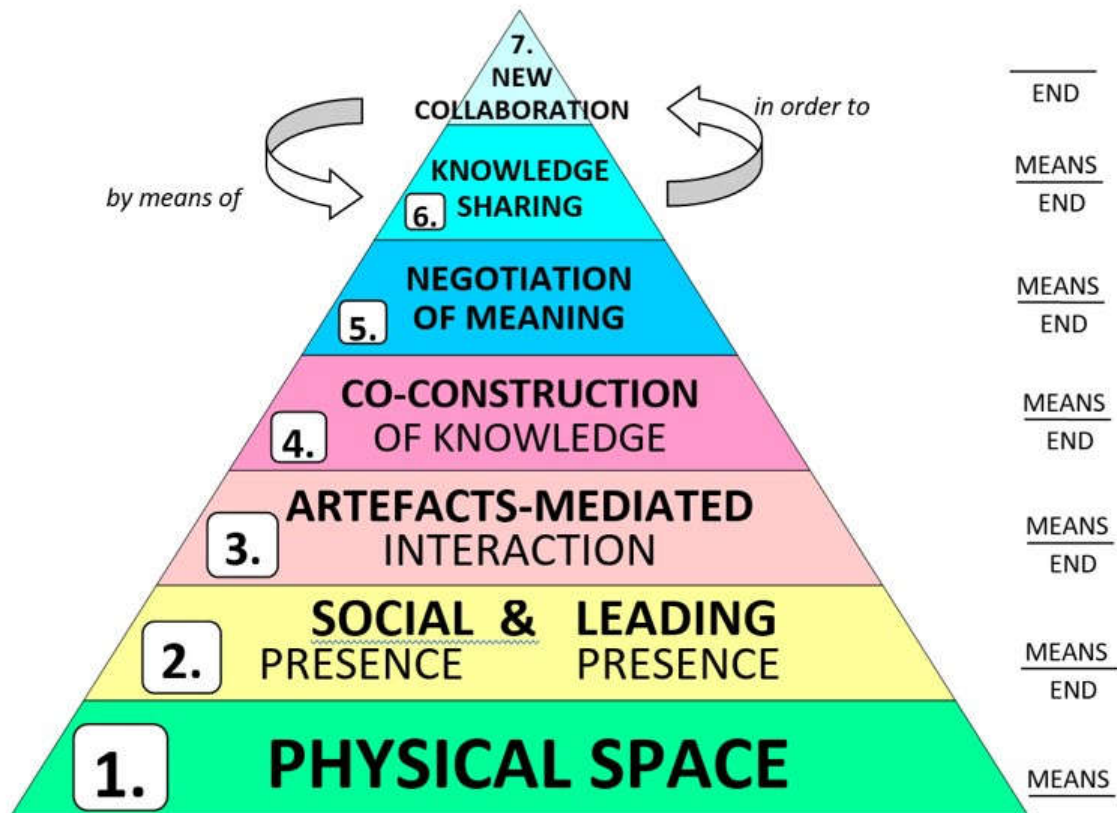 7.
NEW
COLLABORATION
in order to
END
by means of
KNOWLEDGE
SHARING
6.
MEANS
END
NEGOTIATION
OF MEANING
5.
MEANS
END
CO-CONSTRUCTION
OF KNOWLEDGE
4.
MEANS
END
ARTEFACTS-MEDIATED
INTERACTION
3.
MEANS
END
SOCIAL & LEADING
PRESENCE PRESENCE
2.
MEANS
END
PHYSICAL SPACE
1.
MEANS